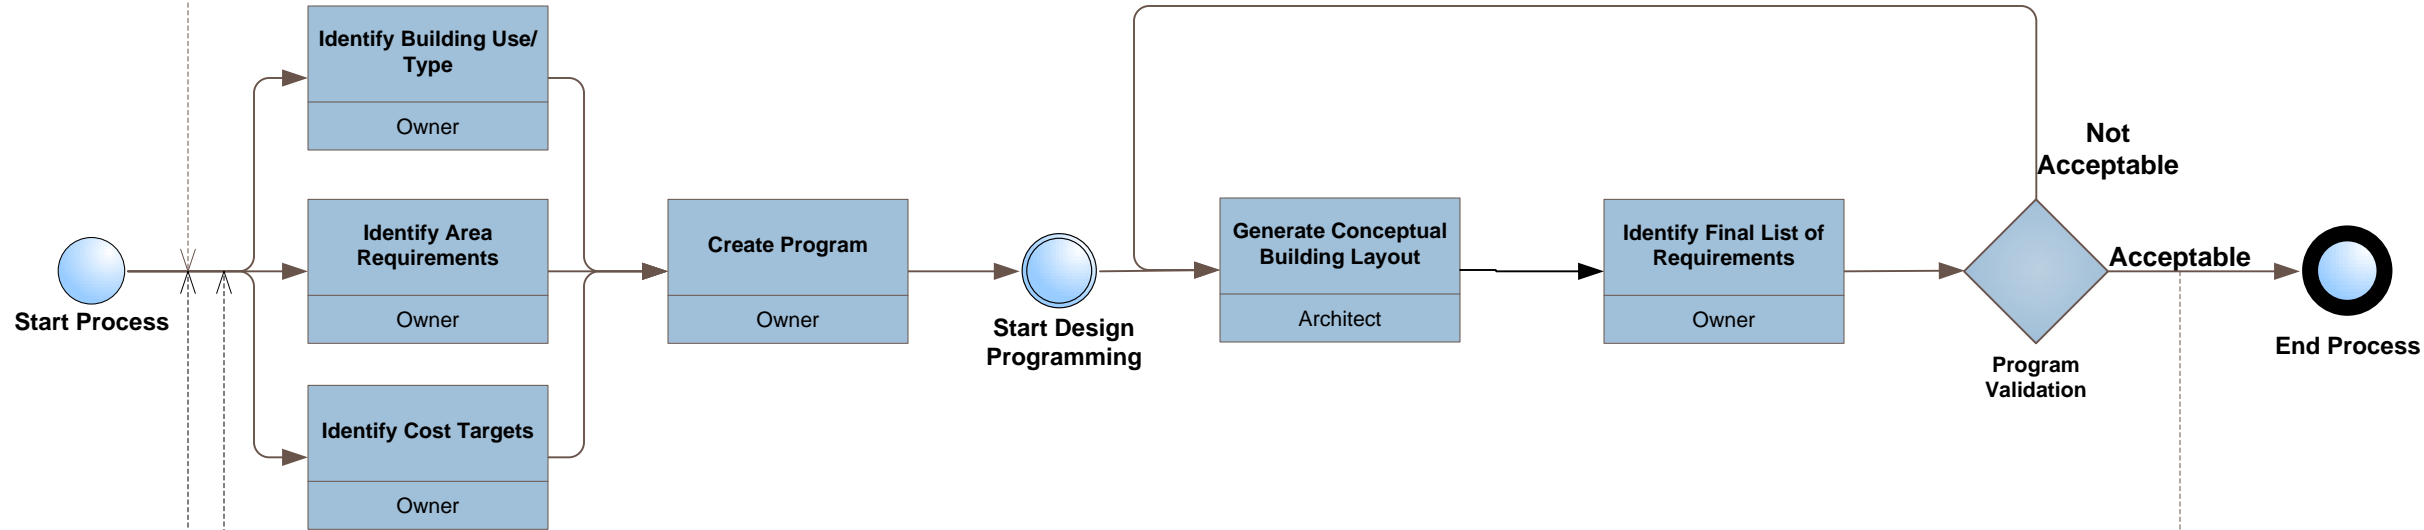 Identify Building Use/
Type
Owner
Start Process
Identify Area
Requirements
Owner
Identify Cost Targets
Owner
Create Program
Owner
Start Design
Programming
Generate Conceptual
Building Layout
Architect
Identify Final List of
Requirements
Owner
Not
Acceptable
Acceptable
Program
Validation
End Process